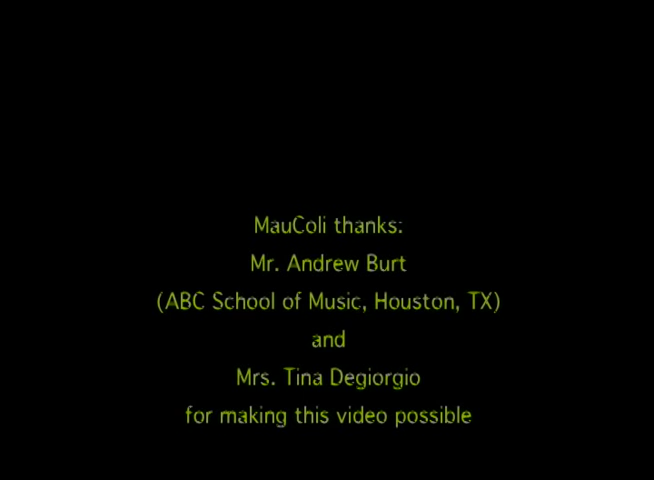 MauColi thanks:
Mr. Andrew Burt
(ABC School of Music, Houston, TX)
and
Mrs. Tina Degiorgio
for making this video possible